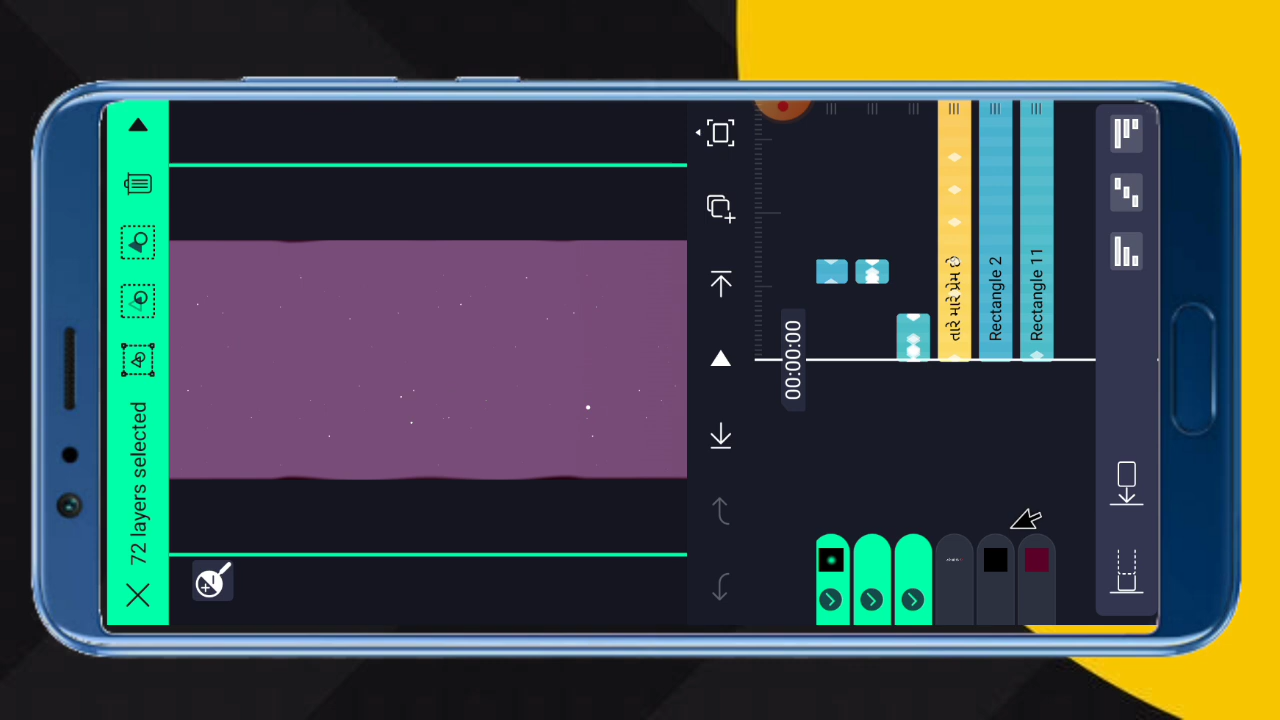 72 layers selected
00:00:00
તારે મારે પ્રેમ છે
Rectangle 2
Rectangle 11